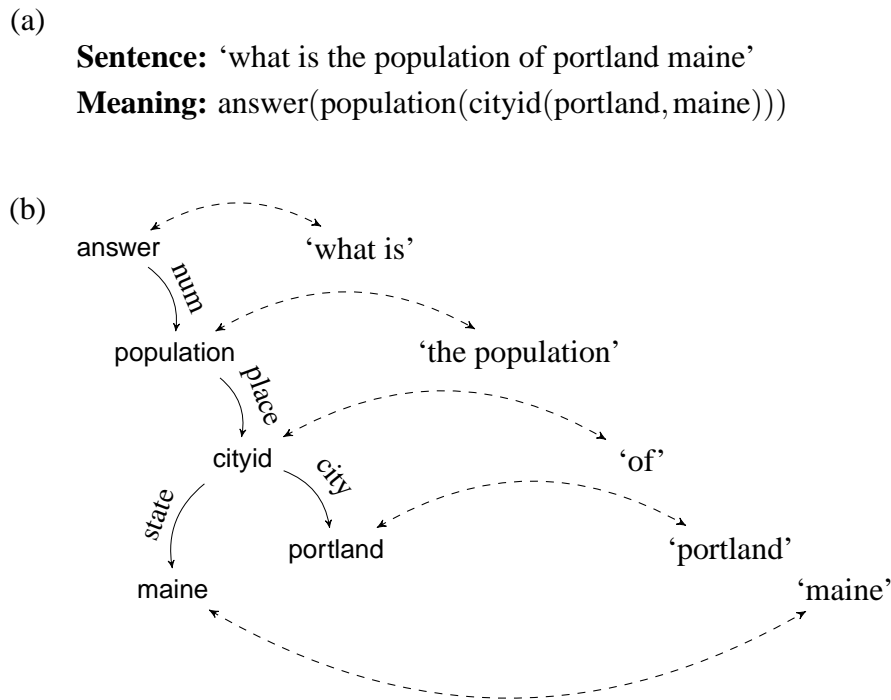 (a)
Sentence: ‘what is the population of portland maine’
Meaning: answer(population(cityid(portland,maine)))
(b)
answer
‘what is’
num
population
‘the population’
place
cityid
‘of’
state
city
portland
‘portland’
maine
‘maine’